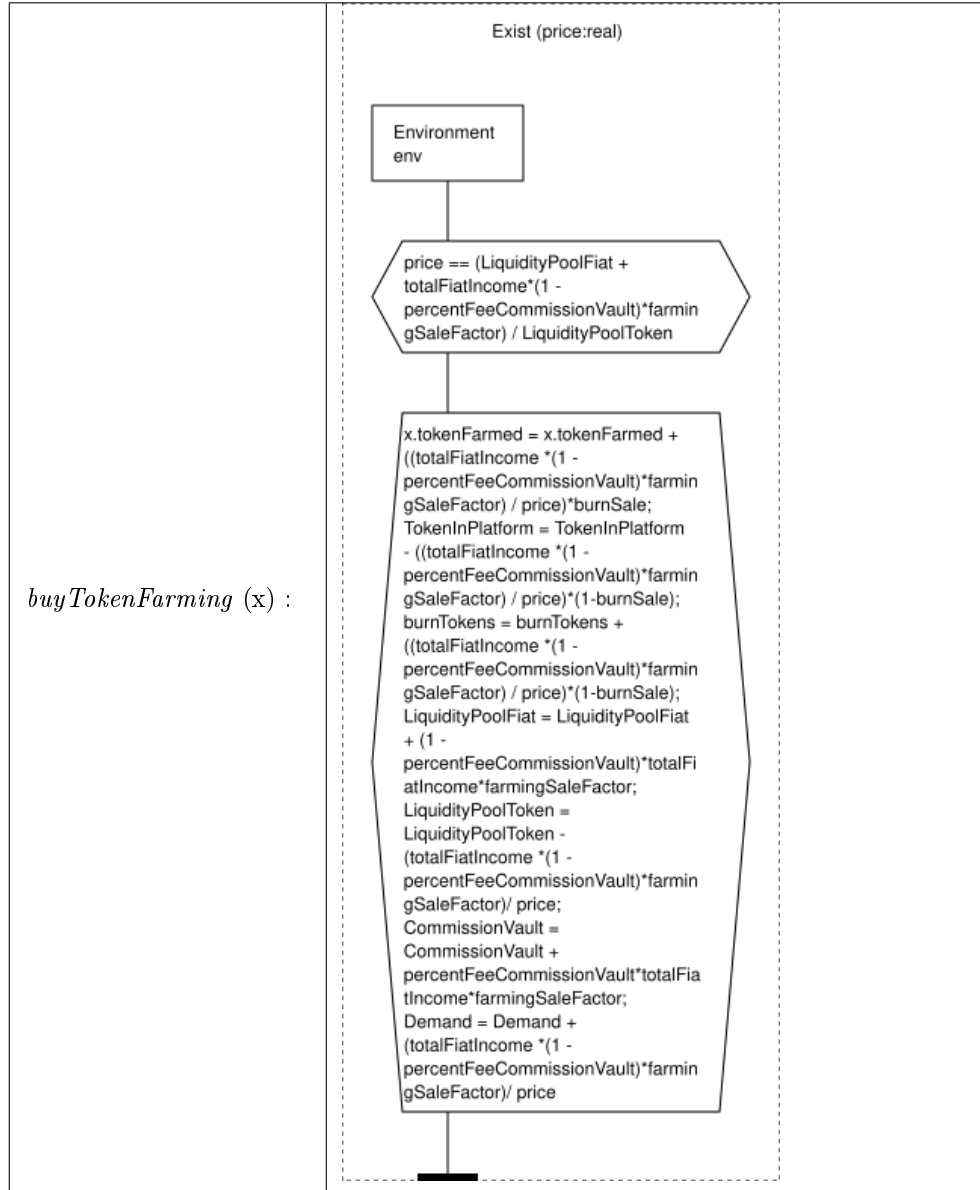 Exist (price:real)
Environment
env
price == (LiquidityPoolFiat +
totalFiatIncome*(1 -
percentFeeCommissionVault)*farmin
gSaleFactor) / LiquidityPoolToken
buyTokenFarming (x) :
x.tokenFarmed = x.tokenFarmed +
((totalFiatIncome *(1 -
percentFeeCommissionVault)*farmin
gSaleFactor) / price)*burnSale;
TokenInPlatform = TokenInPlatform
- ((totalFiatIncome *(1 -
percentFeeCommissionVault)*farmin
gSaleFactor) / price)*(1-burnSale);
burnTokens = burnTokens +
((totalFiatIncome *(1 -
percentFeeCommissionVault)*farmin
gSaleFactor) / price)*(1-burnSale);
LiquidityPoolFiat = LiquidityPoolFiat
+ (1 -
percentFeeCommissionVault)*totalFi
atIncome*farmingSaleFactor;
LiquidityPoolToken =
LiquidityPoolToken -
(totalFiatIncome *(1 -
percentFeeCommissionVault)*farmin
gSaleFactor)/ price;
CommissionVault =
CommissionVault +
percentFeeCommissionVault*totalFia
tIncome*farmingSaleFactor;
Demand = Demand +
(totalFiatIncome *(1 -
percentFeeCommissionVault)*farmin
gSaleFactor)/ price